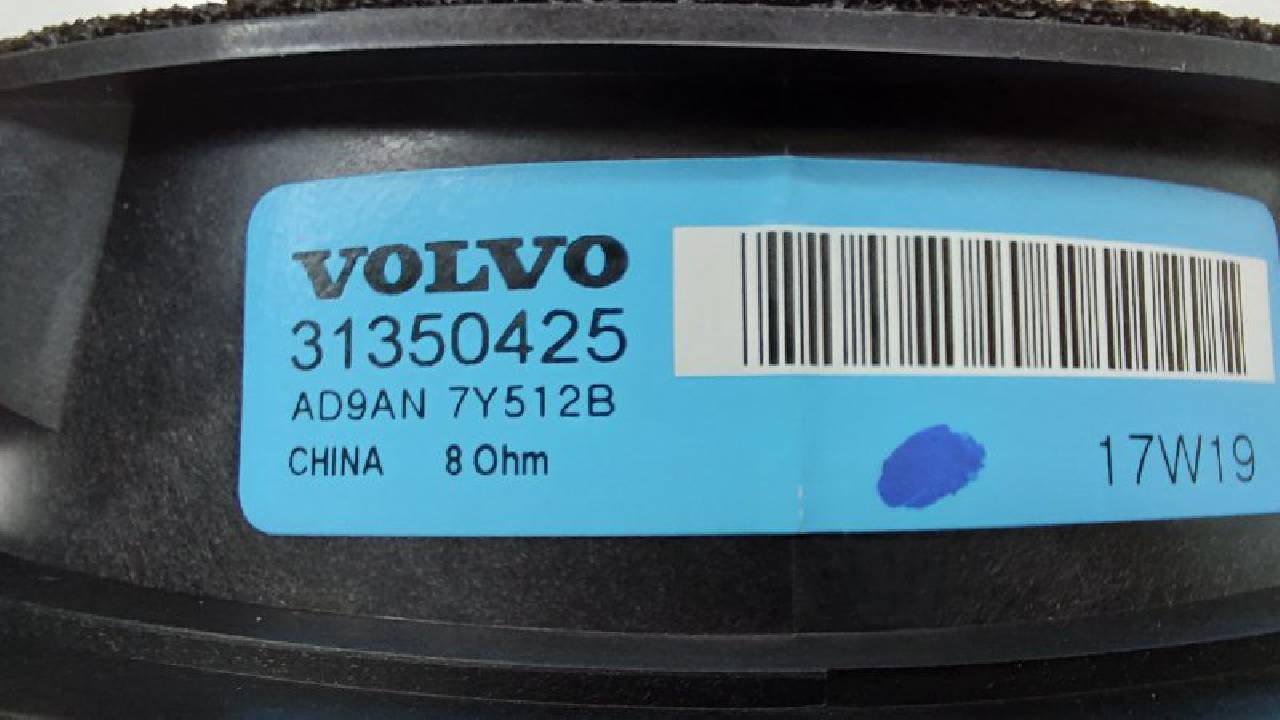 VOLVO
31350425
AD9AN 7Y512B
CHINA 8 Ohm
17W19